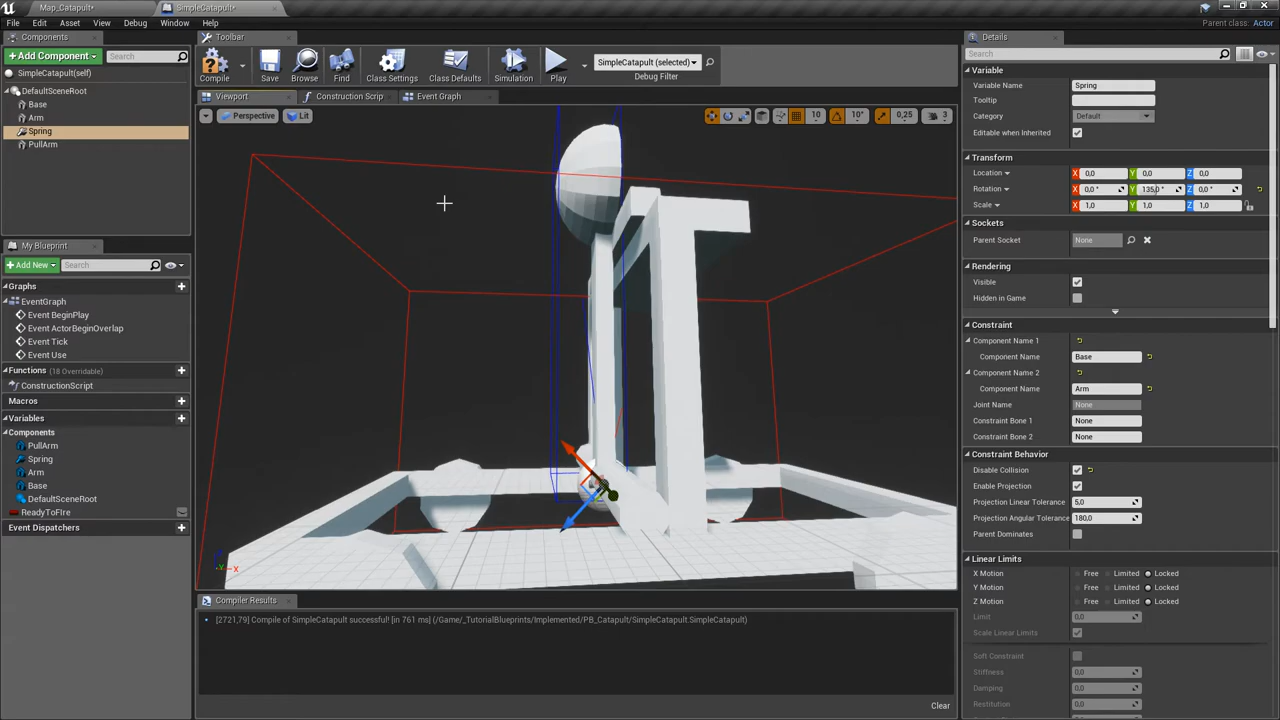 Map_Catapult*
SimpleCatapult*
File Edit Asset View Debug Window Help
Parent class: Actor
Components
Add Component
Search
SimpleCatapult(self)
DefaultSceneRoot
Base
Arm
Spring
PullArm
My Blueprint
Add New
Search
Graphs
EventGraph
Event BeginPlay
Event ActorBeginOverlap
Event Tick
Event Use
Functions (18 Overridable)
ConstructionScript
Macros
Variables
Components
PullArm
Spring
Arm
Base
DefaultSceneRoot
ReadyToFIre
Event Dispatchers
Toolbar
Compile
Save
Browse
Find
Class Settings
Class Defaults
Simulation
Play
SimpleCatapult (selected)
Debug Filter
Viewport
Construction Scrip
Event Graph
Perspective
Lit
10
10°
0,25
3
X
Compiler Results
[2721,79] Compile of SimpleCatapult successful! [in 761 ms] (/Game/_TutorialBlueprints/Implemented/PB_Catapult/SimpleCatapult.SimpleCatapult)
Clear
Details
Search
Variable
Variable Name Spring
Tooltip
Category Default
Editable when Inherited
Transform
Location X 0,0 Y 0,0 Z 0,0
Rotation X 0,0 ° Y 135,0 ° Z 0,0 °
Scale X 1,0 Y 1,0 Z 1,0
Sockets
Parent Socket None
Rendering
Visible
Hidden in Game
Constraint
Component Name 1
Component Name Base
Component Name 2
Component Name Arm
Joint Name None
Constraint Bone 1 None
Constraint Bone 2 None
Constraint Behavior
Disable Collision
Enable Projection
Projection Linear Tolerance 5,0
Projection Angular Tolerance 180,0
Parent Dominates
Linear Limits
X Motion Free Limited Locked
Y Motion Free Limited Locked
Z Motion Free Limited Locked
Limit 0,0
Scale Linear Limits
Soft Constraint
Stiffness 0,0
Damping 0,0
Restitution 0,0